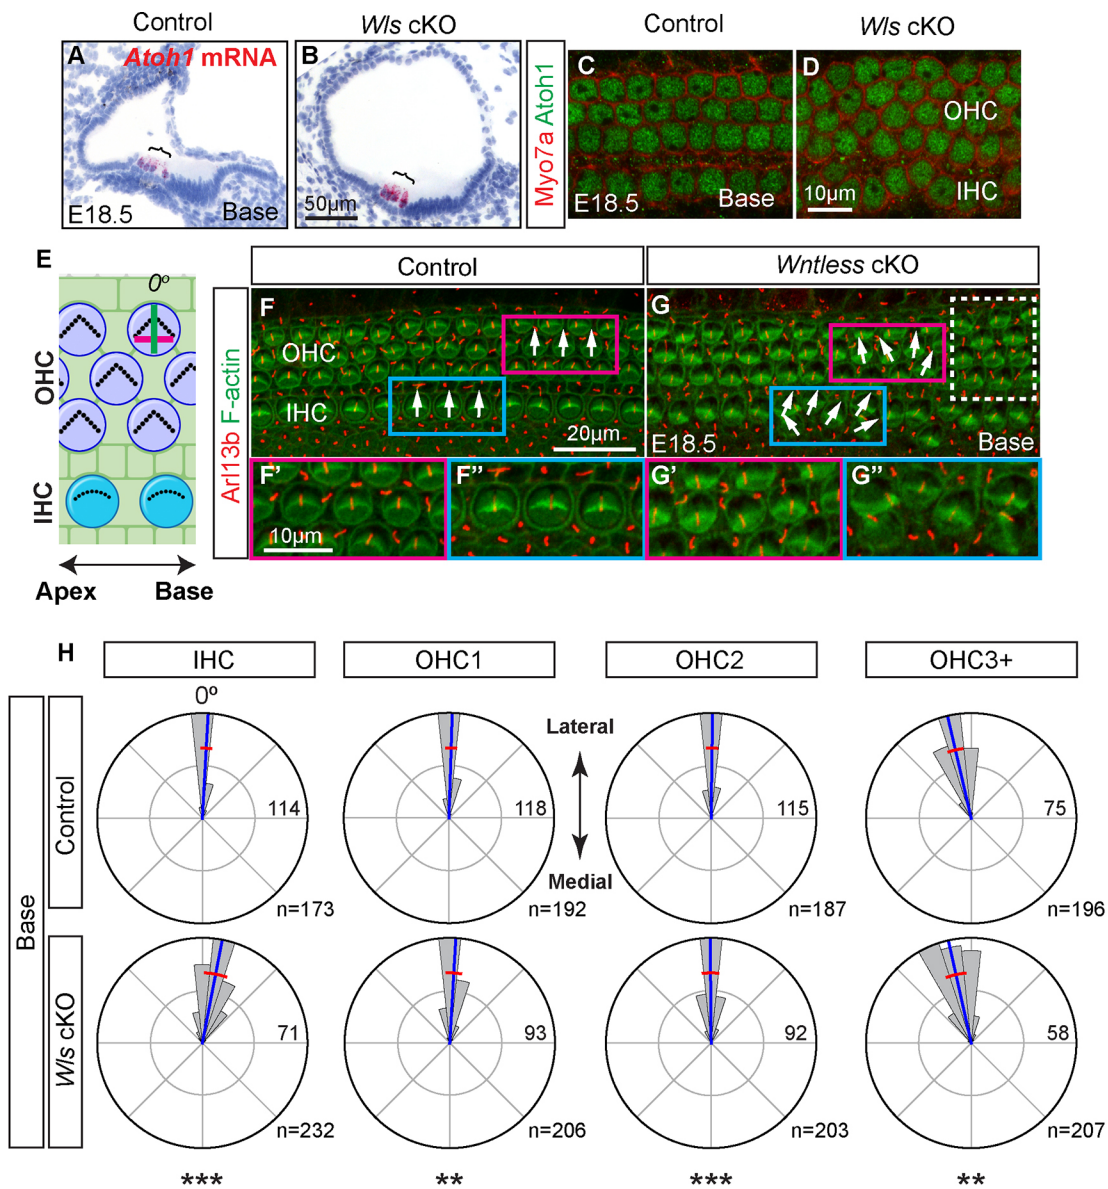 Control
Wls cKO
Control
Wls cKO
A
Atoh1 mRNA
E18.5
Base
B
50µm
Myo7a Atoh1
C
E18.5
Base
D
OHC
IHC
10µm
E
0º
OHC
IHC
Apex
Base
Control
Wntless cKO
Arl13b F-actin
F
OHC
IHC
20µm
G
E18.5
Base
F'
10µm
F"
G'
G"
H
IHC
OHC1
OHC2
OHC3+
Base
Control
0º
114
n=173
118
n=192
Lateral
Medial
115
n=187
75
n=196
Wls cKO
71
n=232
93
n=206
92
n=203
58
n=207
***
**
***
**